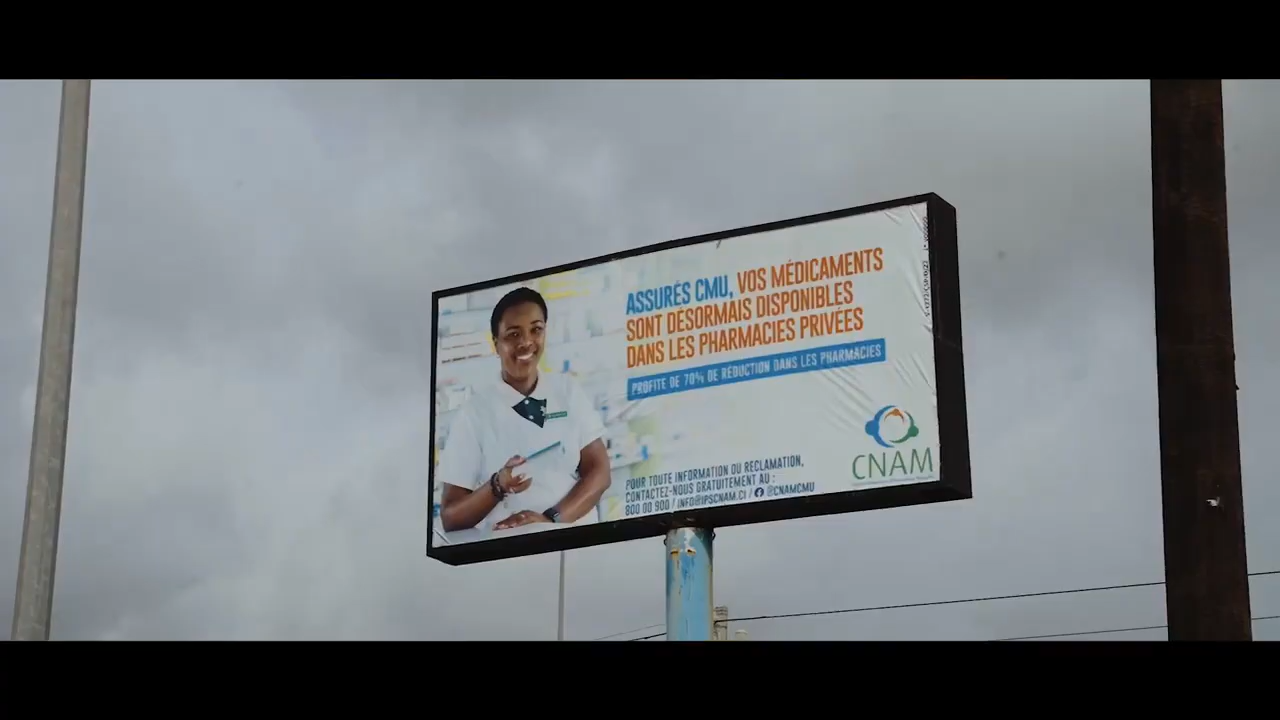 ASSURÉS CMU, VOS MÉDICAMENTS
SONT DÉSORMAIS DISPONIBLES
DANS LES PHARMACIES PRIVÉES
PROFITE DE 70% DE RÉDUCTION DANS LES PHARMACIES
POUR TOUTE INFORMATION OU RECLAMATION,
CONTACTEZ-NOUS GRATUITEMENT AU :
800 00 900 / INFO@IPSCNAM.CI / @CNAMCMU
CNAM